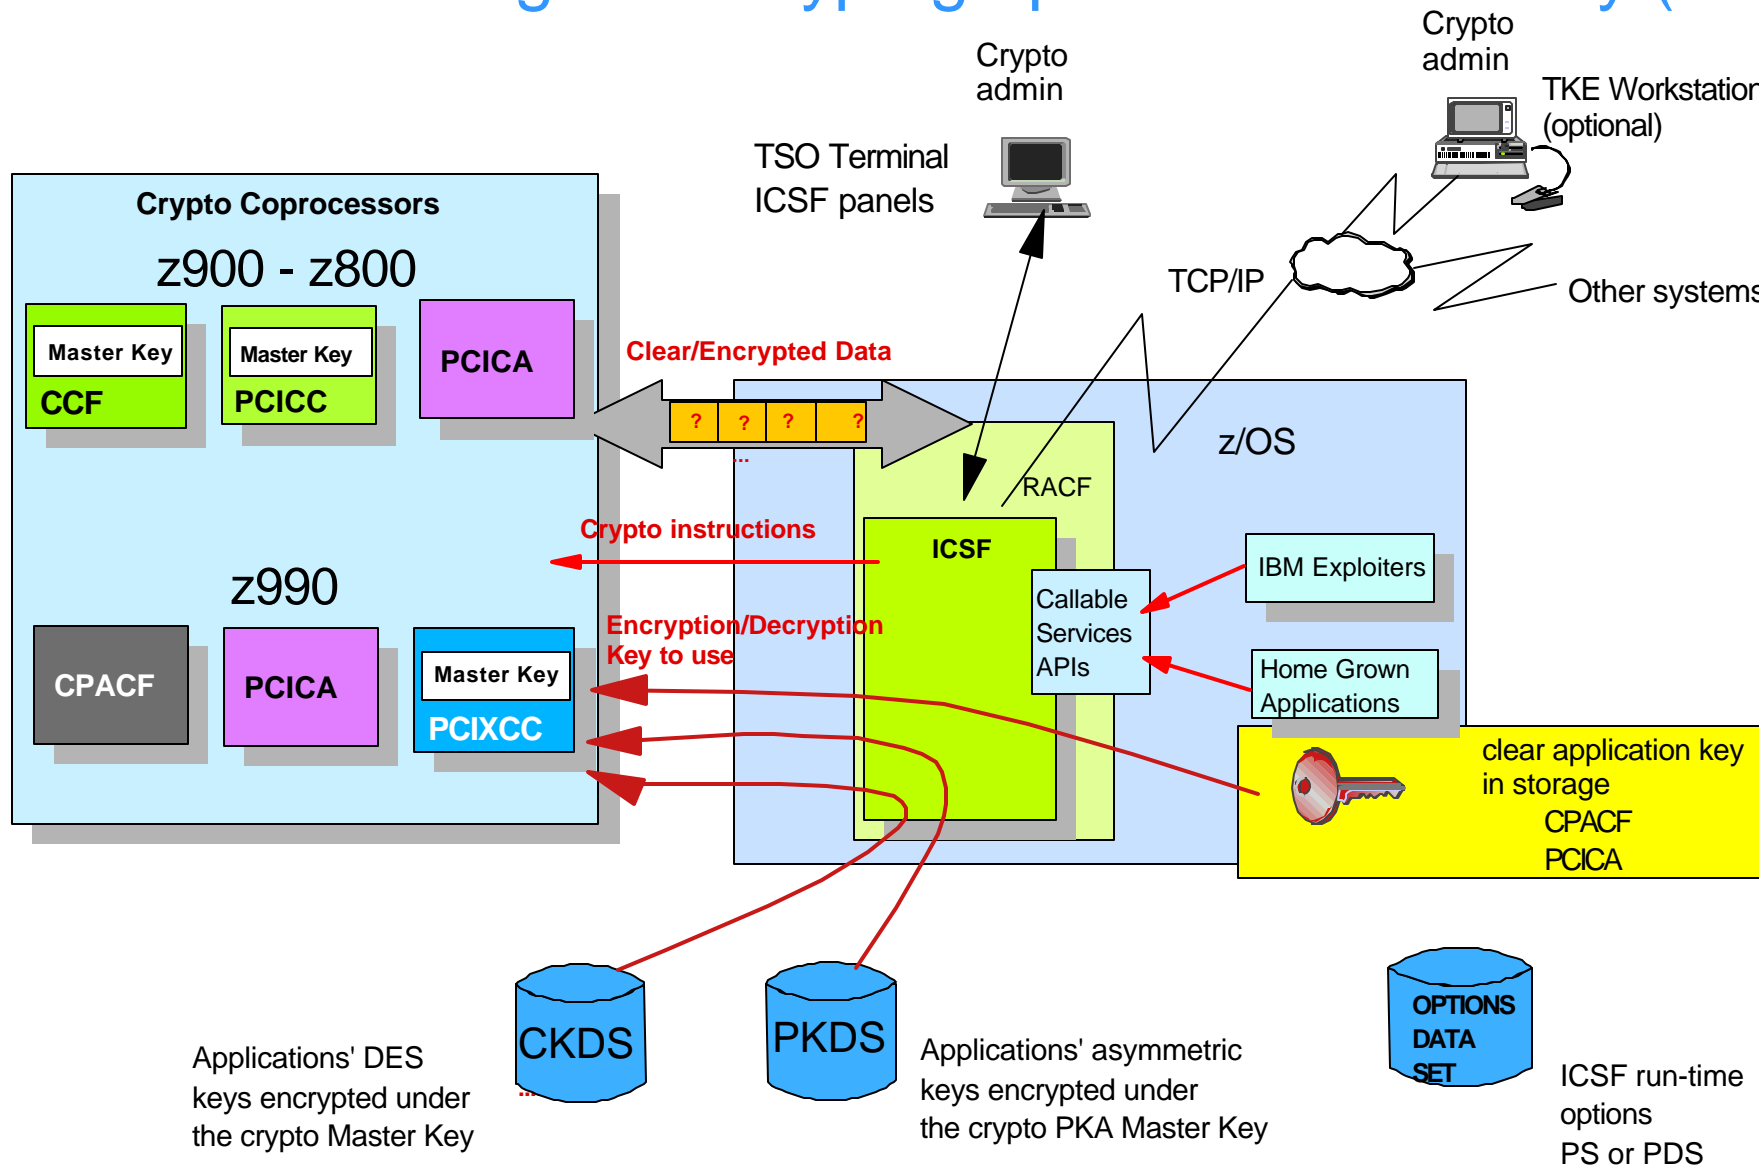 Crypto
admin
Crypto
admin
TKE Workstation
(optional)
TSO Terminal
ICSF panels
Crypto Coprocessors
z900 - z800
Master Key
CCF
Master Key
PCICC
PCICA
TCP/IP
Other systems
Clear/Encrypted Data
? ? ? ?
...
z/OS
RACF
Crypto instructions
ICSF
IBM Exploiters
z990
Callable
Services
APIs
Encryption/Decryption
Key to use
Home Grown
Applications
CPACF
PCICA
Master Key
PCIXCC
clear application key
in storage
CPACF
PCICA
CKDS
...
PKDS
OPTIONS
DATA
SET
Applications' DES
keys encrypted under
the crypto Master Key
Applications' asymmetric
keys encrypted under
the crypto PKA Master Key
ICSF run-time
options
PS or PDS